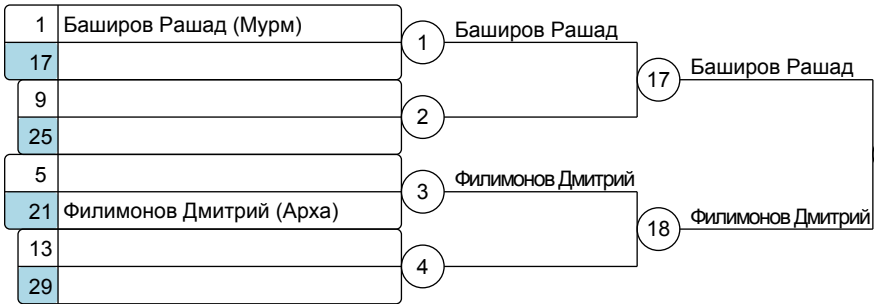 1 Баширов Рашад (Мурм)
17
9
25
5
21 Филимонов Дмитрий (Арха)
13
29
1 Баширов Рашад
2
3 Филимонов Дмитрий
4
17 Баширов Рашад
18 Филимонов Дмитрий